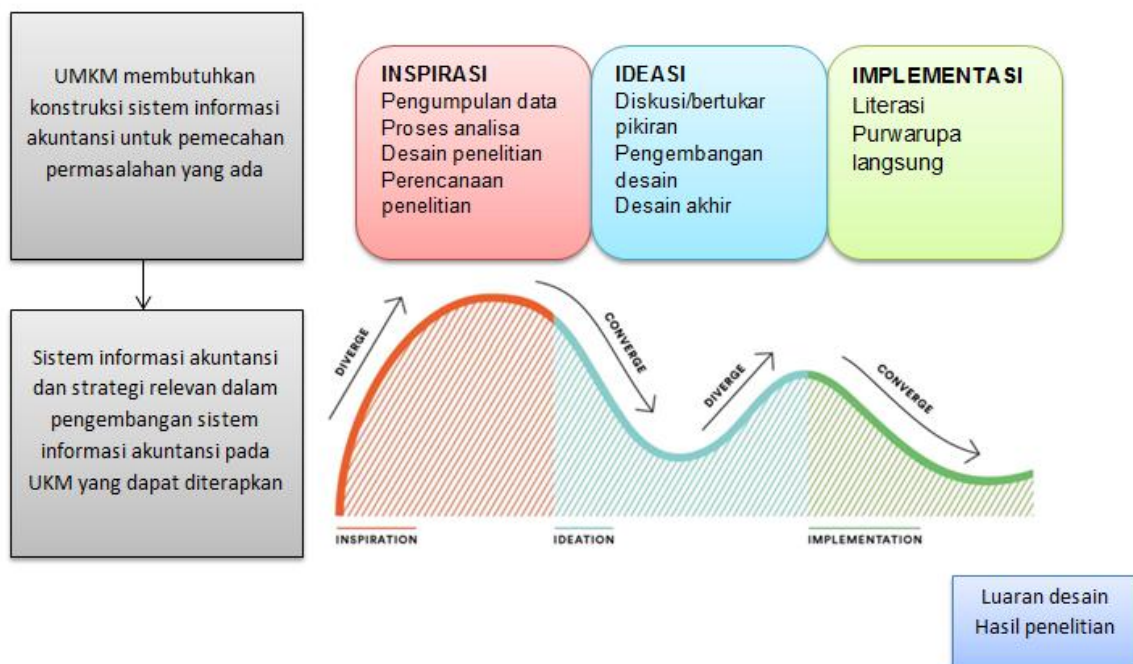 UMKM membutuhkan
konstruksi sistem informasi
akuntansi untuk pemecahan
permasalahan yang ada
Sistem informasi akuntansi
dan strategi relevan dalam
pengembangan sistem
informasi akuntansi pada
UKM yang dapat diterapkan
INSPIRASI
Pengumpulan data
Proses analisa
Desain penelitian
Perencanaan
penelitian
IDEASI
Diskusi/bertukar
pikiran
Pengembangan
desain
Desain akhir
IMPLEMENTASI
Literasi
Purwarupa
langsung
DIVERGE
CONVERGE
DIVERGE
CONVERGE
INSPIRATION
IDEATION
IMPLEMENTATION
Luaran desain
Hasil penelitian